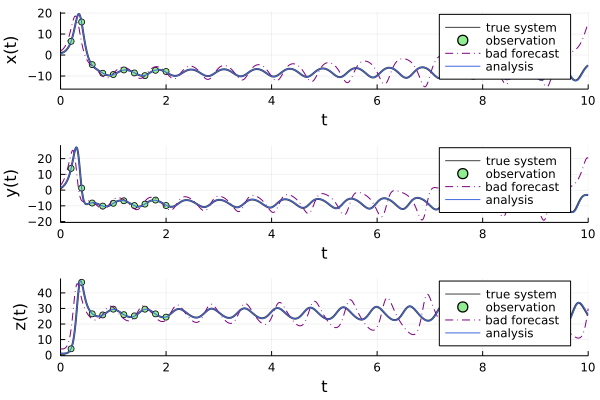 20
10
0
-10
x(t)
true system
observation
bad forecast
analysis
0 2 4 6 8 10
t
20
10
0
-10
-20
y(t)
true system
observation
bad forecast
analysis
0 2 4 6 8 10
t
40
30
20
10
0
z(t)
true system
observation
bad forecast
analysis
0 2 4 6 8 10
t